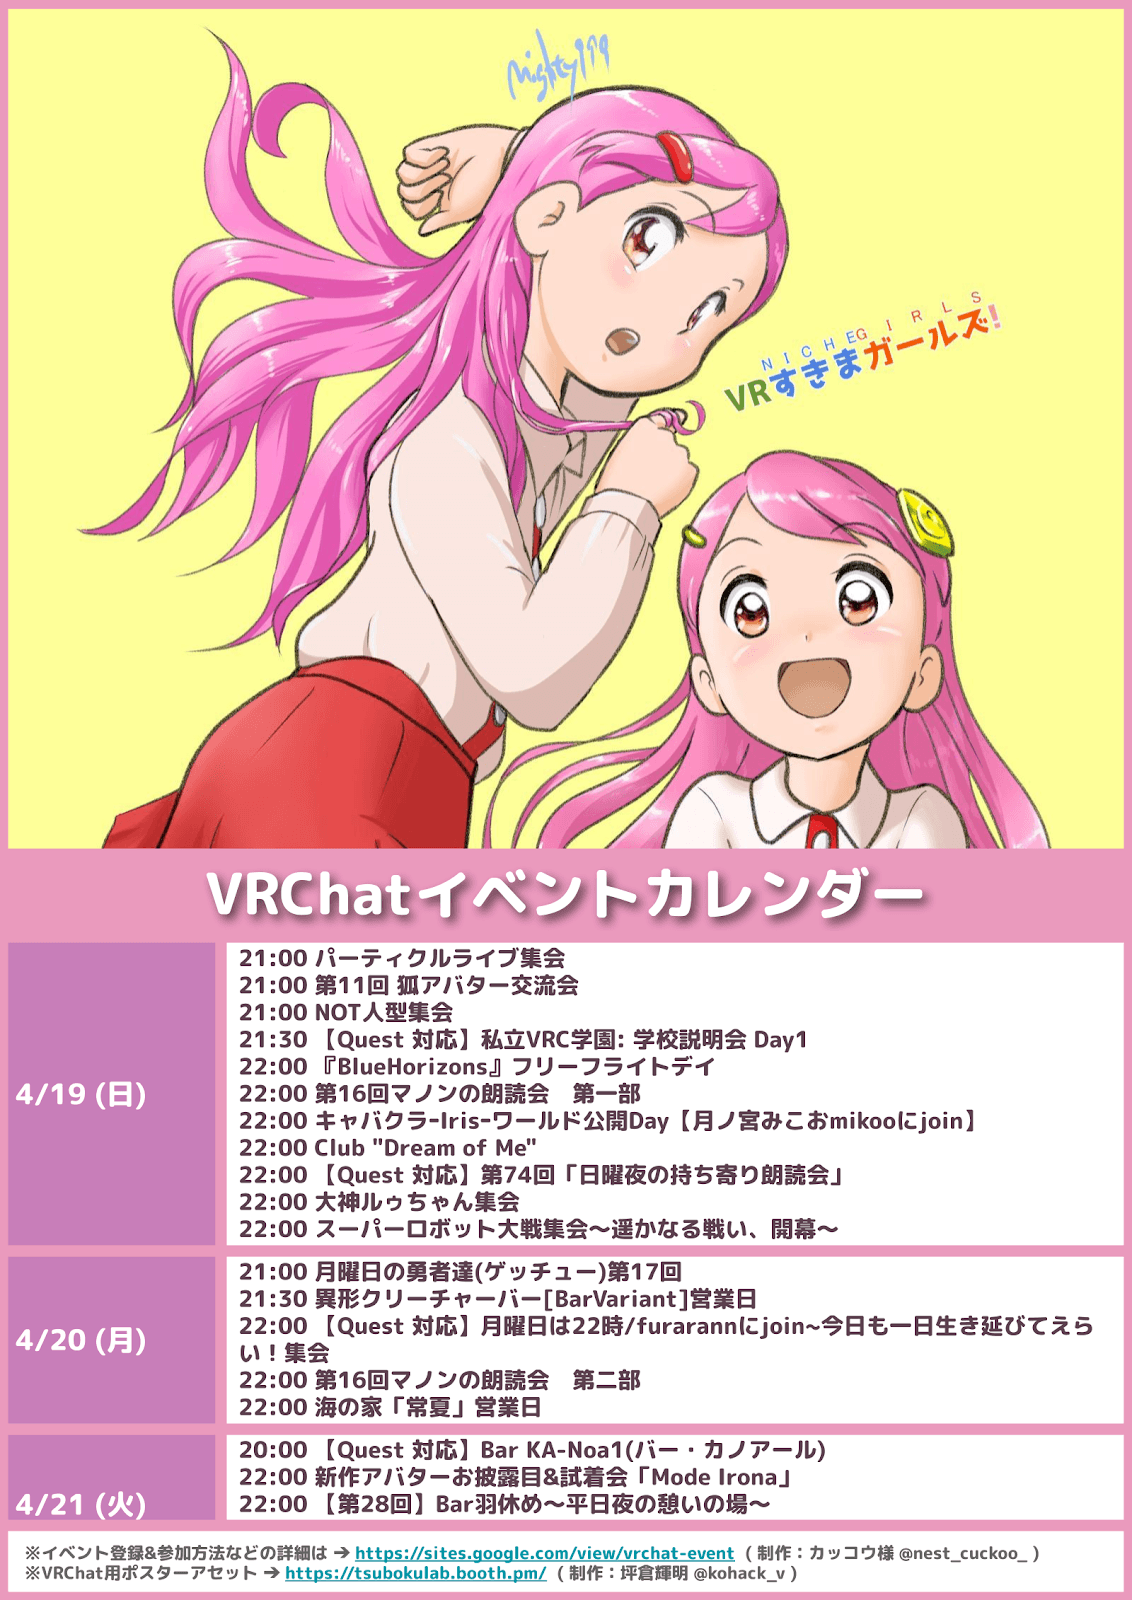 mighty119
NICHE GIRLS
VRすきまガールズ!
VRChatイベントカレンダー
4/19 (日)
21:00 パーティクルライブ集会
21:00 第11回 狐アバター交流会
21:00 NOT人型集会
21:30 【Quest 対応】私立VRC学園: 学校説明会 Day1
22:00 『BlueHorizons』フリーフライトデイ
22:00 第16回マノンの朗読会　第一部
22:00 キャバクラ-Iris-ワールド公開Day【月ノ宮みこおmikooにjoin】
22:00 Club "Dream of Me"
22:00 【Quest 対応】第74回「日曜夜の持ち寄り朗読会」
22:00 大神ルゥちゃん集会
22:00 スーパーロボット大戦集会〜遥かなる戦い、開幕〜
4/20 (月)
21:00 月曜日の勇者達(ゲッチュー)第17回
21:30 異形クリーチャーバー[BarVariant]営業日
22:00 【Quest 対応】月曜日は22時/furarannにjoin~今日も一日生き延びてえら
い！集会
22:00 第16回マノンの朗読会　第二部
22:00 海の家「常夏」営業日
4/21 (火)
20:00 【Quest 対応】Bar KA-Noa1(バー・カノアール)
22:00 新作アバターお披露目&試着会「Mode Irona」
22:00 【第28回】Bar羽休め〜平日夜の憩いの場〜
※イベント登録&参加方法などの詳細は → https://sites.google.com/view/vrchat-event （ 制作：カッコウ様 @nest_cuckoo_ ）
※VRChat用ポスターアセット → https://tsubokulab.booth.pm/ （ 制作：坪倉輝明 @kohack_v ）